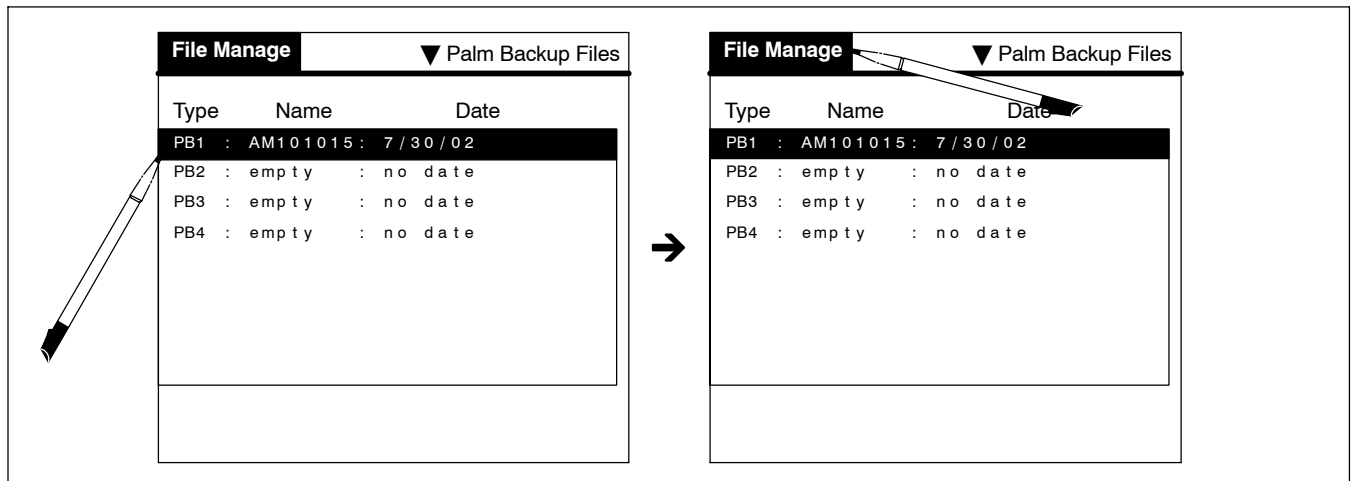 File Manage ▼ Palm Backup Files
Type Name Date
PB1 : AM101015: 7/30/02
PB2 : empty : no date
PB3 : empty : no date
PB4 : empty : no date
➔
File Manage ▼ Palm Backup Files
Type Name Date
PB1 : AM101015: 7/30/02
PB2 : empty : no date
PB3 : empty : no date
PB4 : empty : no date